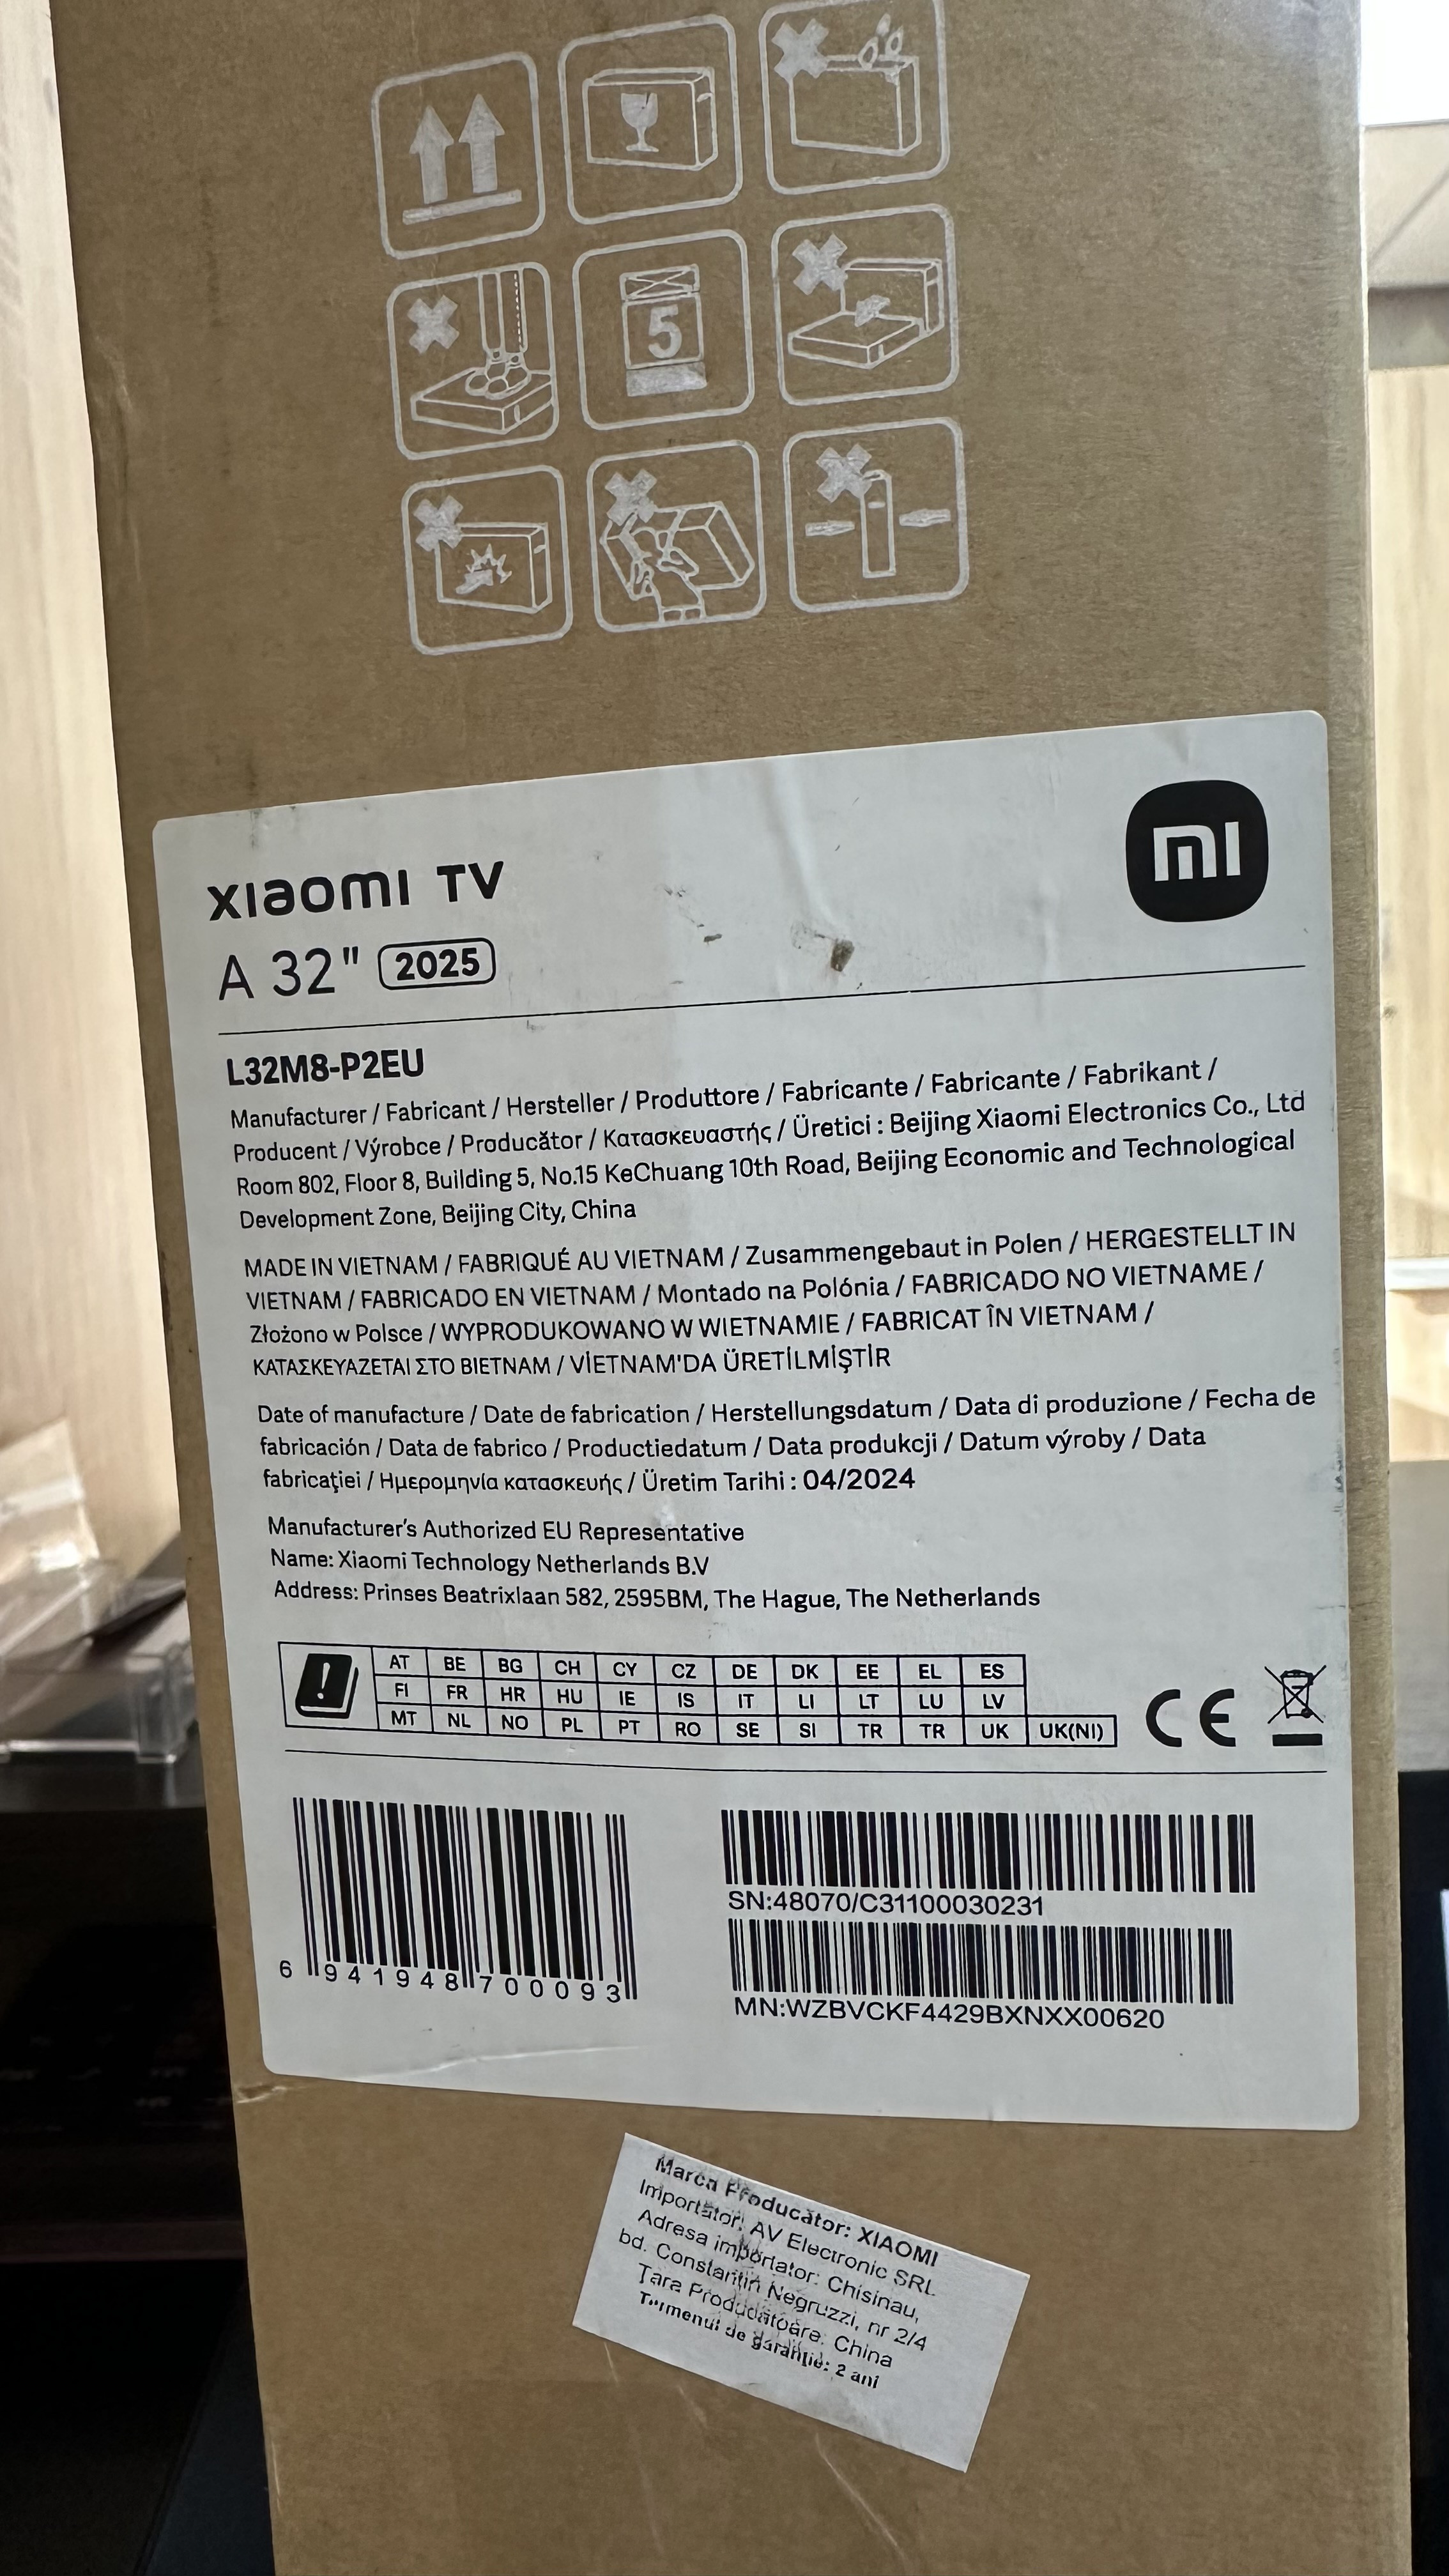 5
xiaomi TV
mi
A 32" 2025
L32M8-P2EU
Manufacturer / Fabricant / Hersteller / Produttore / Fabricante / Fabricante / Fabrikant /
Producent / Výrobce / Producător / Κατασκευαστής / Üretici : Beijing Xiaomi Electronics Co., Ltd
Room 802, Floor 8, Building 5, No.15 KeChuang 10th Road, Beijing Economic and Technological
Development Zone, Beijing City, China
MADE IN VIETNAM / FABRIQUÉ AU VIETNAM / Zusammengebaut in Polen / HERGESTELLT IN
VIETNAM / FABRICADO EN VIETNAM / Montado na Polónia / FABRICADO NO VIETNAME /
Złożono w Polsce / WYPRODUKOWANO W WIETNAMIE / FABRICAT ÎN VIETNAM /
ΚΑΤΑΣΚΕΥΑΖΕΤΑΙ ΣΤΟ ΒΙΕΤΝΑΜ / VİETNAM'DA ÜRETİLMİŞTİR
Date of manufacture / Date de fabrication / Herstellungsdatum / Data di produzione / Fecha de
fabricación / Data de fabrico / Productiedatum / Data produkcji / Datum výroby / Data
fabricaţiei / Ημερομηνία κατασκευής / Üretim Tarihi : 04/2024
Manufacturer's Authorized EU Representative
Name: Xiaomi Technology Netherlands B.V
Address: Prinses Beatrixlaan 582, 2595BM, The Hague, The Netherlands
AT BE BG CH CY CZ DE DK EE EL ES
FI FR HR HU IE IS IT LI LT LU LV
MT NL NO PL PT RO SE SI TR TR UK UK(NI)
CE
6 941948 700093
SN:48070/C31100030231
MN:WZBVCKF4429BXNXX00620
Marca Producător: XIAOMI
Importător: AV Electronic SRL
Adresa importator: Chisinau,
bd. Constantin Negruzzi, nr 2/4
Tara Producătoare: China
Termenul de garanție: 2 ani